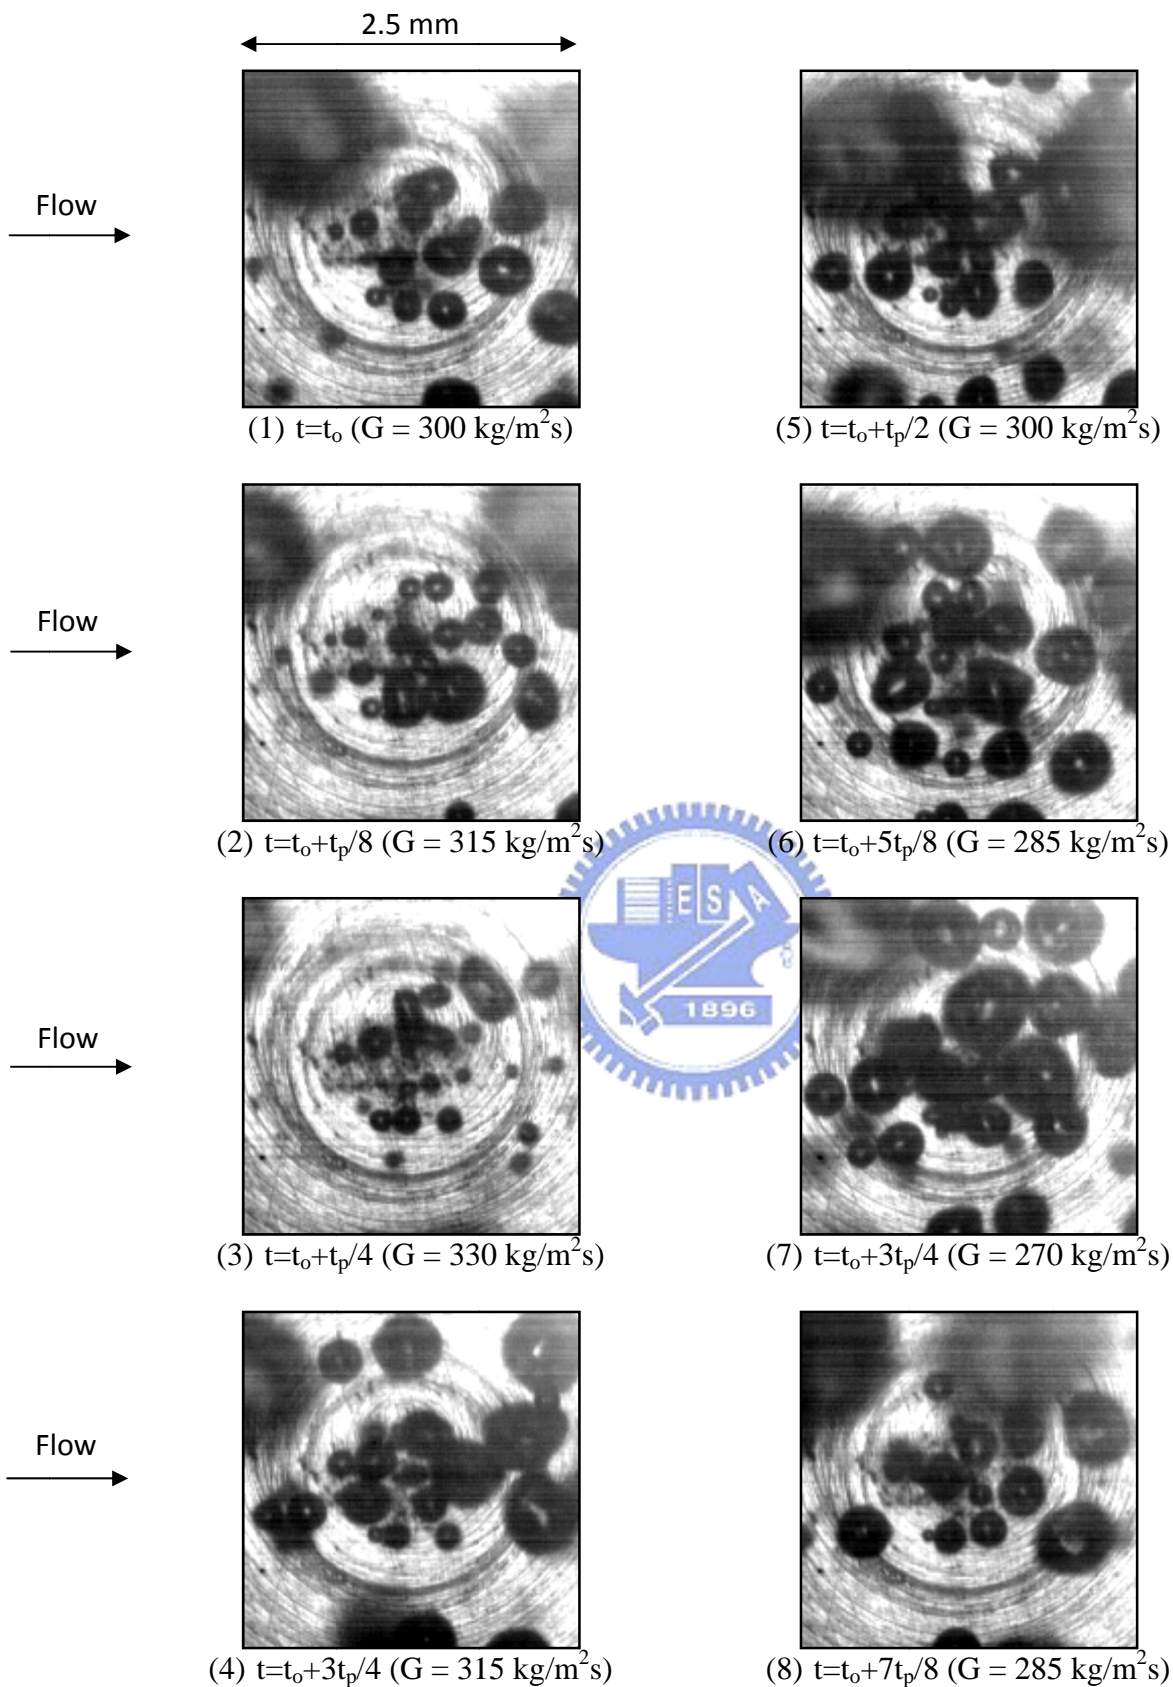 2.5 mm
Flow
(1) t=tₒ (G = 300 kg/m²s)
(5) t=tₒ+tₚ/2 (G = 300 kg/m²s)
Flow
(2) t=tₒ+tₚ/8 (G = 315 kg/m²s)
(6) t=tₒ+5tₚ/8 (G = 285 kg/m²s)
E S A
1896
Flow
(3) t=tₒ+tₚ/4 (G = 330 kg/m²s)
(7) t=tₒ+3tₚ/4 (G = 270 kg/m²s)
Flow
(4) t=tₒ+3tₚ/4 (G = 315 kg/m²s)
(8) t=tₒ+7tₚ/8 (G = 285 kg/m²s)